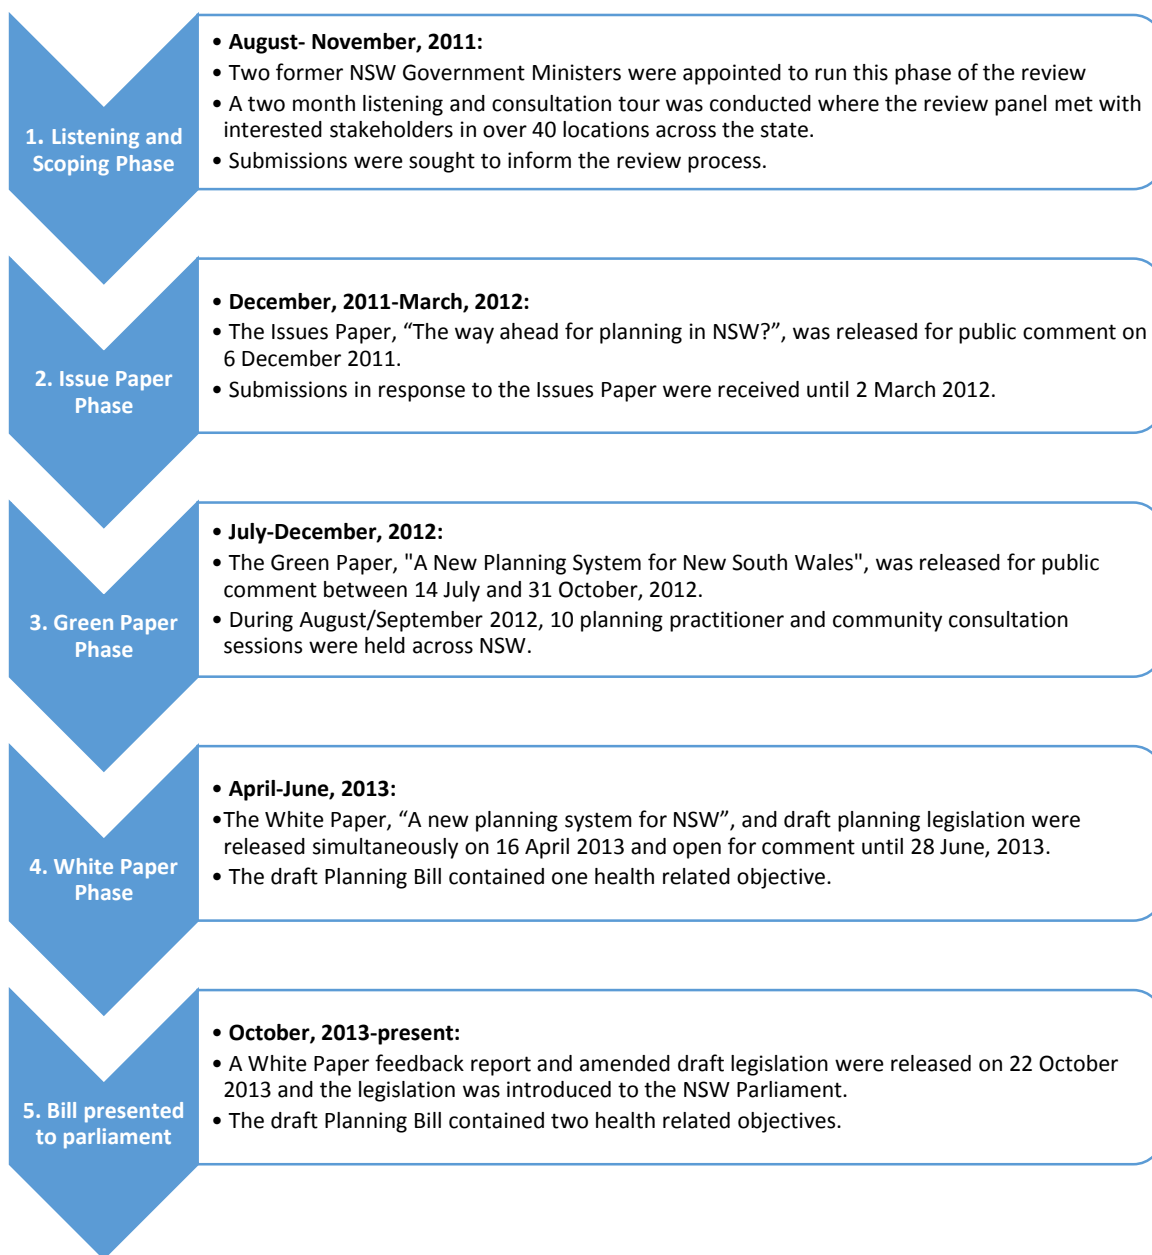 1. Listening and
Scoping Phase
• August- November, 2011:
• Two former NSW Government Ministers were appointed to run this phase of the review
• A two month listening and consultation tour was conducted where the review panel met with
interested stakeholders in over 40 locations across the state.
• Submissions were sought to inform the review process.
2. Issue Paper
Phase
• December, 2011-March, 2012:
• The Issues Paper, “The way ahead for planning in NSW?”, was released for public comment on
6 December 2011.
• Submissions in response to the Issues Paper were received until 2 March 2012.
3. Green Paper
Phase
• July-December, 2012:
• The Green Paper, "A New Planning System for New South Wales", was released for public
comment between 14 July and 31 October, 2012.
• During August/September 2012, 10 planning practitioner and community consultation
sessions were held across NSW.
4. White Paper
Phase
• April-June, 2013:
•The White Paper, “A new planning system for NSW”, and draft planning legislation were
released simultaneously on 16 April 2013 and open for comment until 28 June, 2013.
• The draft Planning Bill contained one health related objective.
5. Bill presented
to parliament
• October, 2013-present:
• A White Paper feedback report and amended draft legislation were released on 22 October
2013 and the legislation was introduced to the NSW Parliament.
• The draft Planning Bill contained two health related objectives.